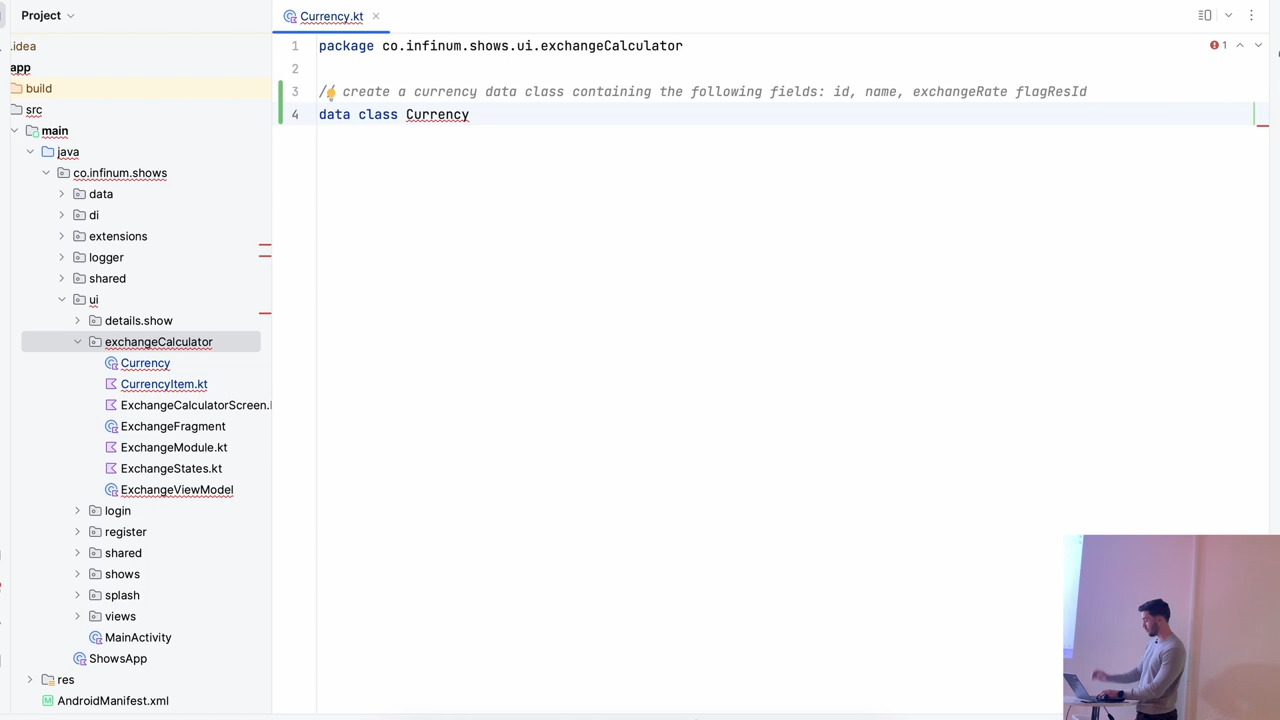 Project
Currency.kt
.idea
app
build
src
main
java
co.infinum.shows
data
di
extensions
logger
shared
ui
details.show
exchangeCalculator
Currency
CurrencyItem.kt
ExchangeCalculatorScreen.
ExchangeFragment
ExchangeModule.kt
ExchangeStates.kt
ExchangeViewModel
login
register
shared
shows
splash
views
MainActivity
ShowsApp
res
AndroidManifest.xml
1 package co.infinum.shows.ui.exchangeCalculator
2
3 / create a currency data class containing the following fields: id, name, exchangeRate flagResId
4 data class Currency
1